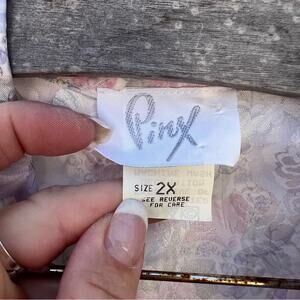 Pinx
SIZE 2X
SEE REVERSE
FOR CARE